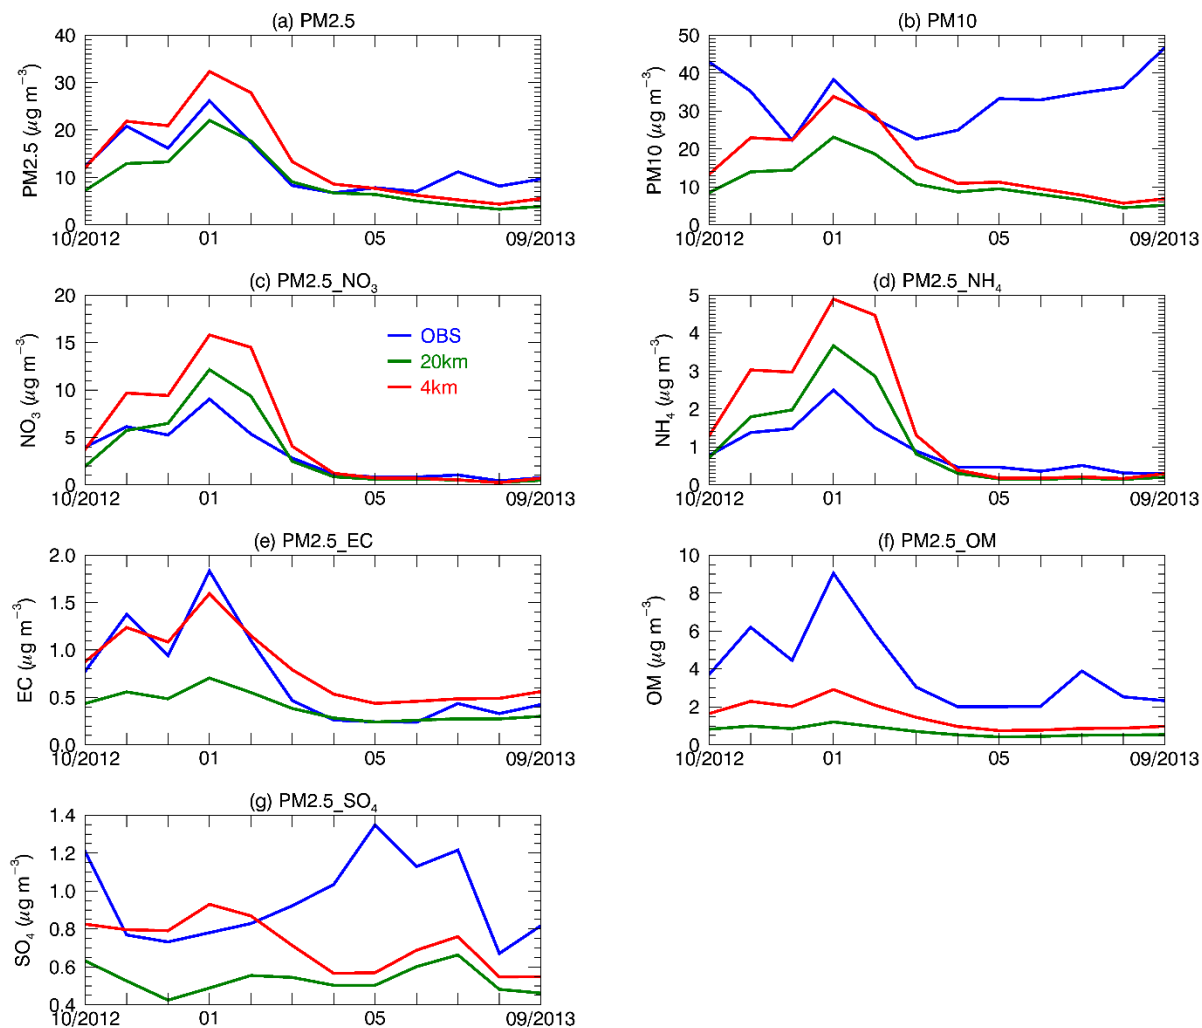 (a) PM2.5
40
30
20
10
0
PM2.5 (μg m⁻³)
10/2012 01 05 09/2013
(b) PM10
50
40
30
20
10
0
PM10 (μg m⁻³)
10/2012 01 05 09/2013
(c) PM2.5_NO₃
20
15
10
5
0
NO₃ (μg m⁻³)
OBS
20km
4km
10/2012 01 05 09/2013
(d) PM2.5_NH₄
5
4
3
2
1
0
NH₄ (μg m⁻³)
10/2012 01 05 09/2013
(e) PM2.5_EC
2.0
1.5
1.0
0.5
0.0
EC (μg m⁻³)
10/2012 01 05 09/2013
(f) PM2.5_OM
10
8
6
4
2
0
OM (μg m⁻³)
10/2012 01 05 09/2013
(g) PM2.5_SO₄
1.4
1.2
1.0
0.8
0.6
0.4
SO₄ (μg m⁻³)
10/2012 01 05 09/2013